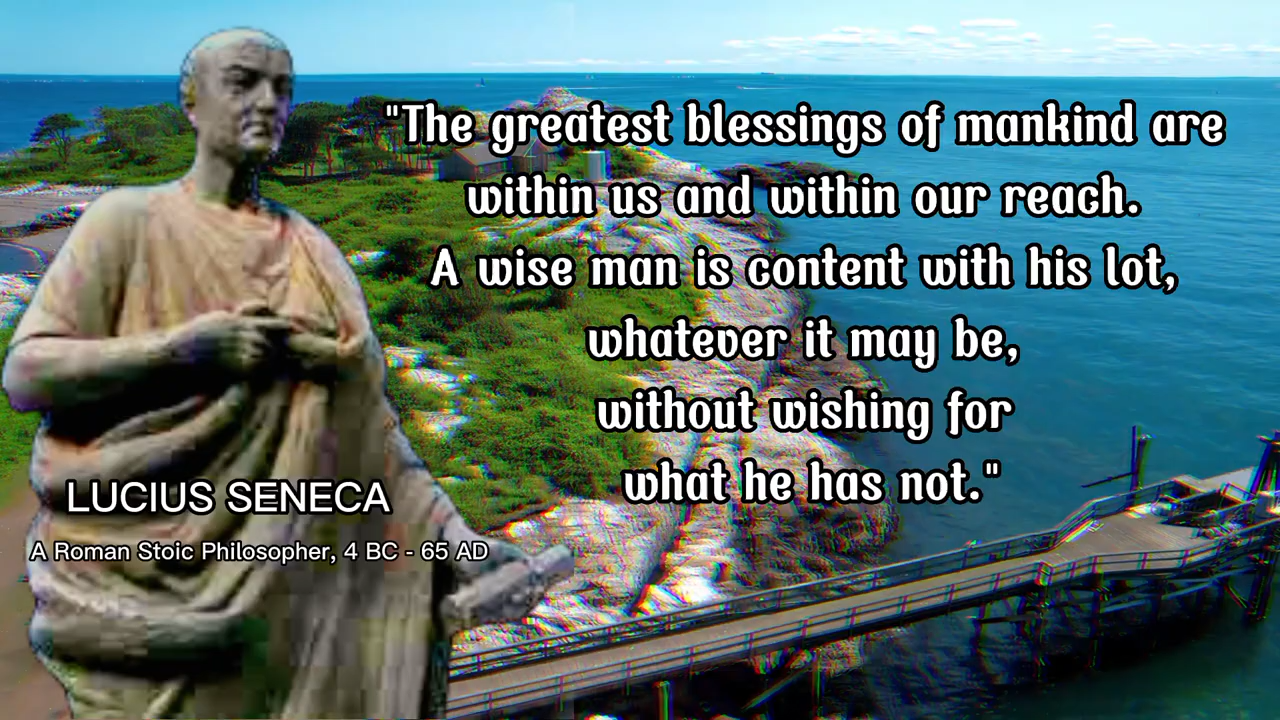 "The greatest blessings of mankind are
within us and within our reach.
A wise man is content with his lot,
whatever it may be,
without wishing for
what he has not."
LUCIUS SENECA
A Roman Stoic Philosopher, 4 BC - 65 AD